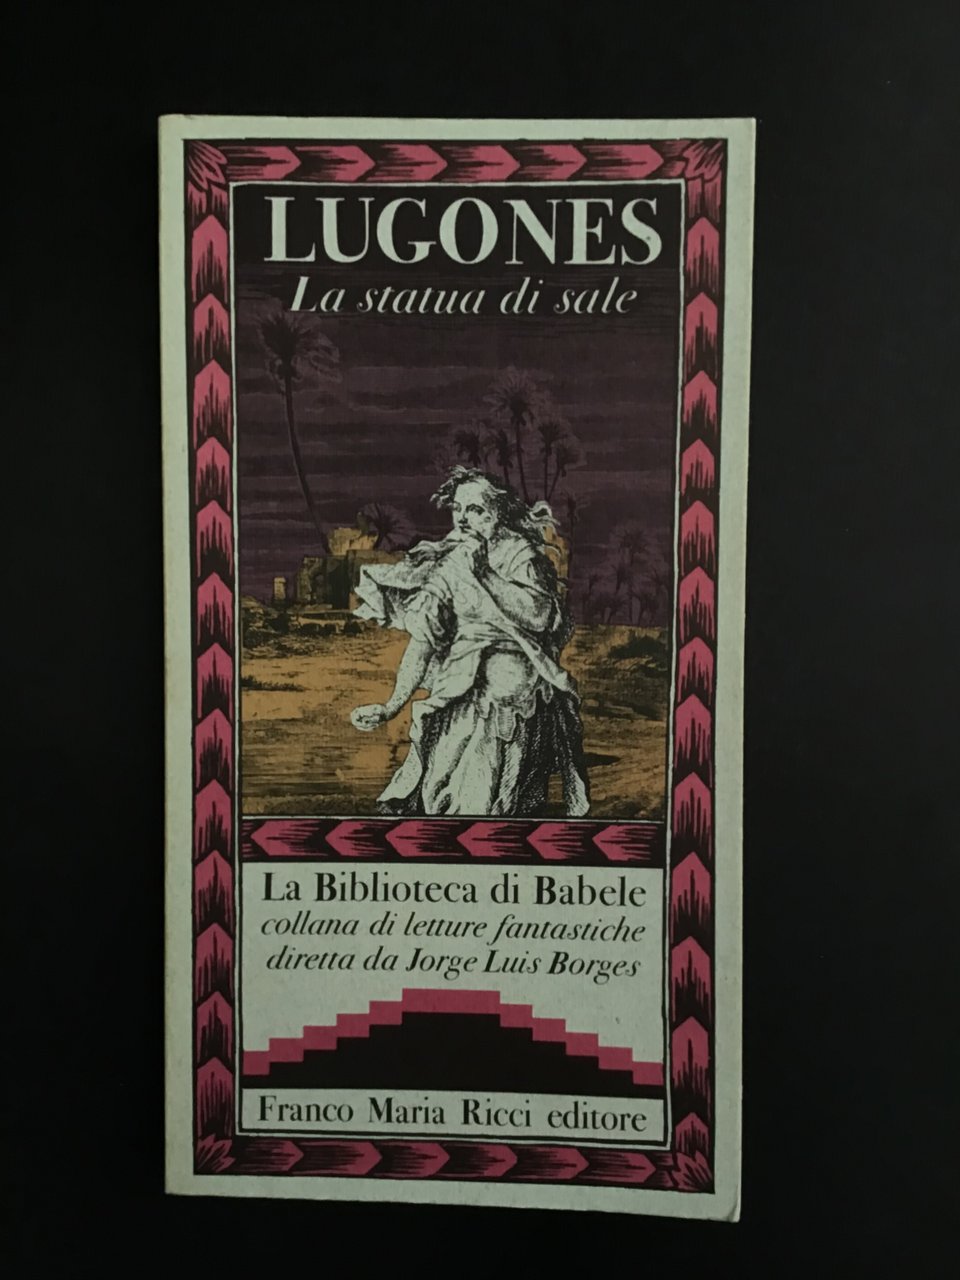 LUGONES
La statua di sale
La Biblioteca di Babele
collana di letture fantastiche
diretta da Jorge Luis Borges
Franco Maria Ricci editore